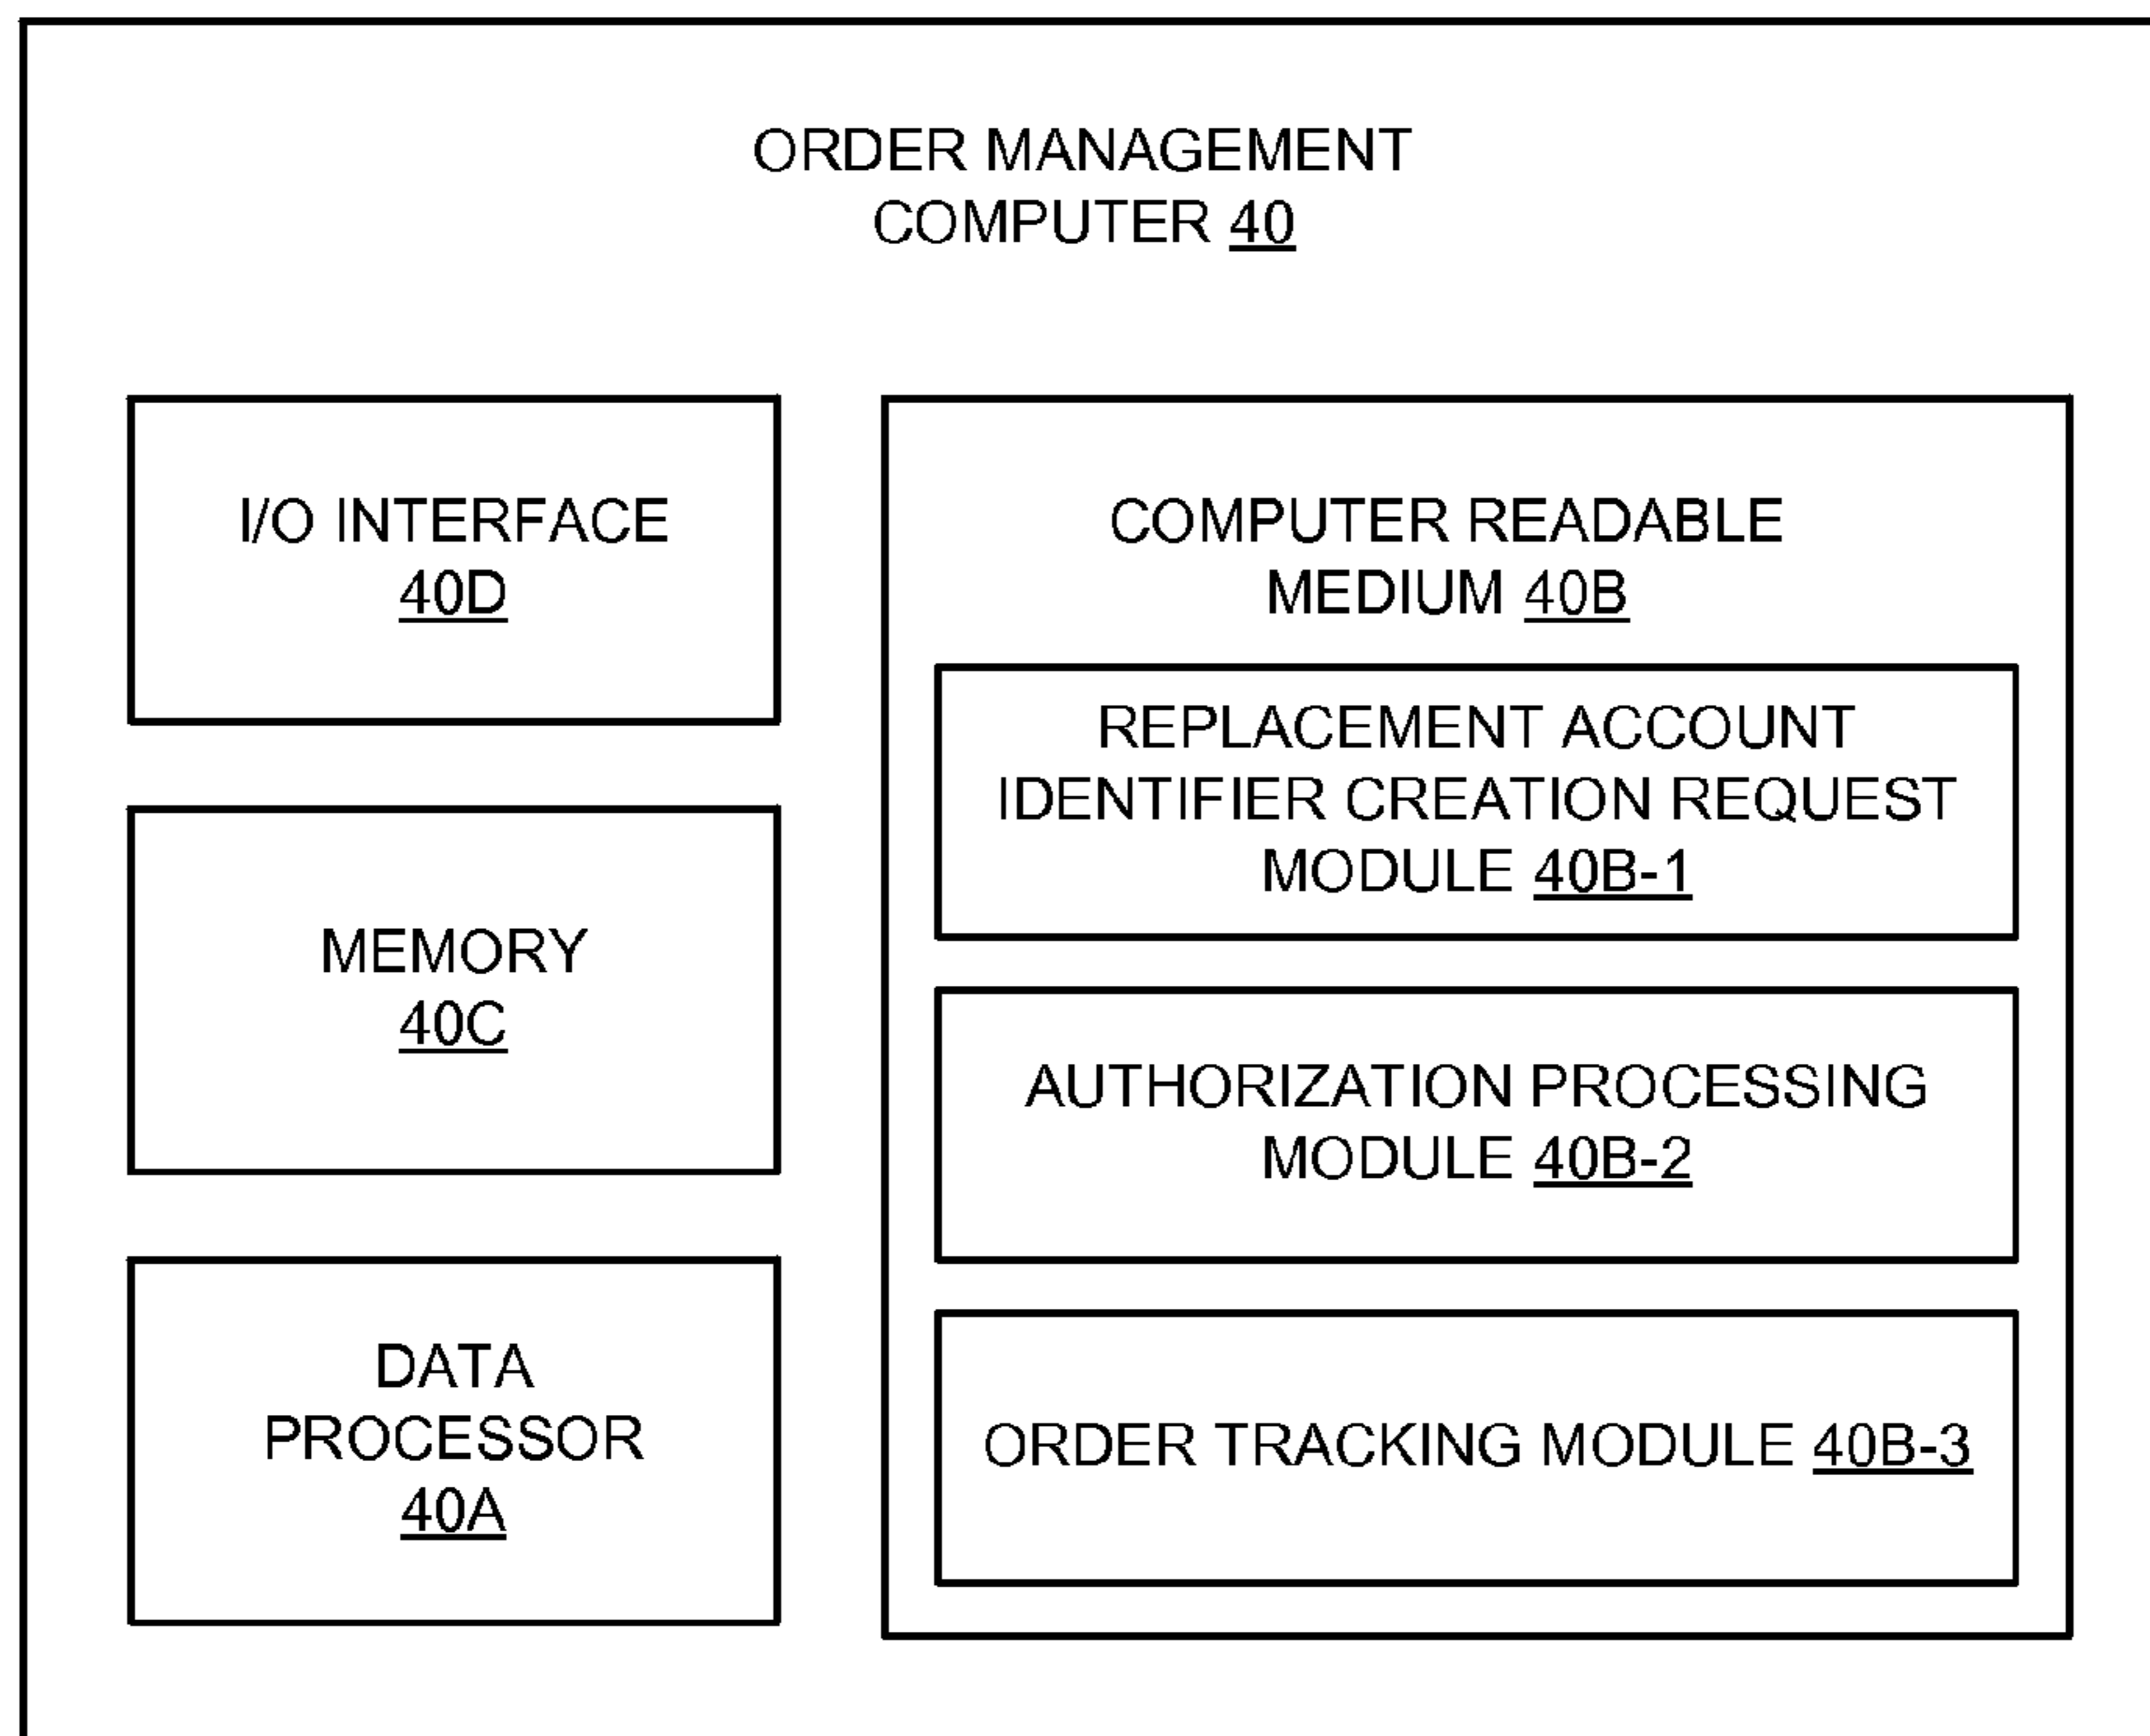 ORDER MANAGEMENT
COMPUTER 40
I/O INTERFACE
40D
MEMORY
40C
DATA
PROCESSOR
40A
COMPUTER READABLE
MEDIUM 40B
REPLACEMENT ACCOUNT
IDENTIFIER CREATION REQUEST
MODULE 40B-1
AUTHORIZATION PROCESSING
MODULE 40B-2
ORDER TRACKING MODULE 40B-3